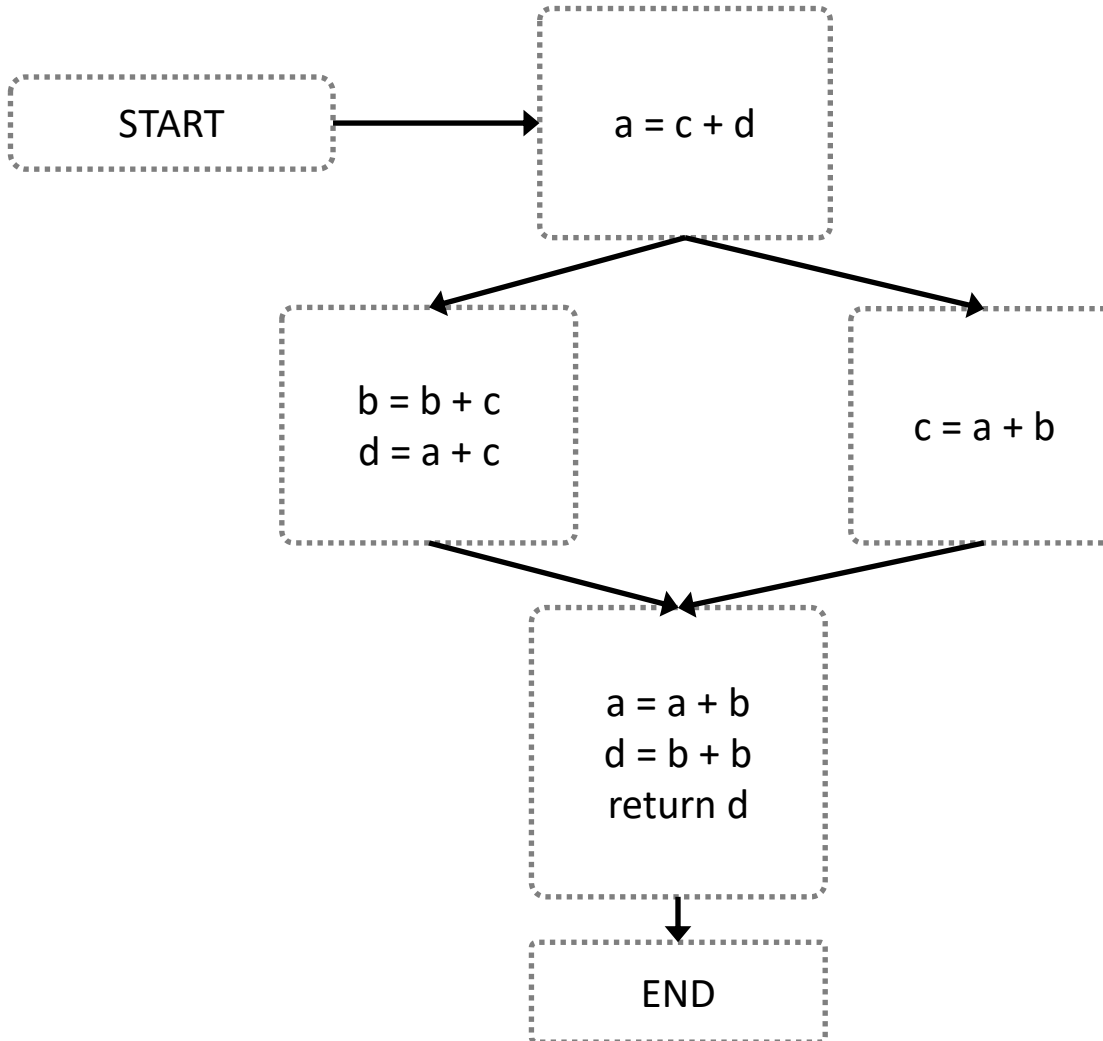 START
a = c + d
b = b + c
d = a + c
c = a + b
a = a + b
d = b + b
return d
END